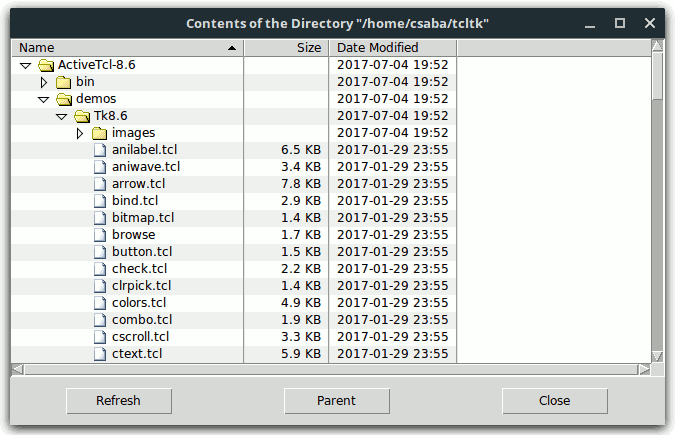 Contents of the Directory "/home/csaba/tcltk"
Name Size Date Modified
ActiveTcl-8.6 2017-07-04 19:52
bin 2017-07-04 19:52
demos 2017-07-04 19:52
Tk8.6 2017-07-04 19:52
images 2017-07-04 19:52
anilabel.tcl 6.5 KB 2017-01-29 23:55
aniwave.tcl 3.4 KB 2017-01-29 23:55
arrow.tcl 7.8 KB 2017-01-29 23:55
bind.tcl 2.9 KB 2017-01-29 23:55
bitmap.tcl 1.4 KB 2017-01-29 23:55
browse 1.7 KB 2017-01-29 23:55
button.tcl 1.5 KB 2017-01-29 23:55
check.tcl 2.2 KB 2017-01-29 23:55
clrpick.tcl 1.4 KB 2017-01-29 23:55
colors.tcl 4.9 KB 2017-01-29 23:55
combo.tcl 1.9 KB 2017-01-29 23:55
cscroll.tcl 3.3 KB 2017-01-29 23:55
ctext.tcl 5.9 KB 2017-01-29 23:55
Refresh Parent Close